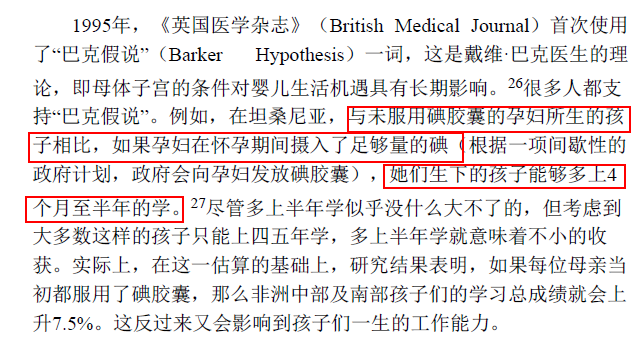 1995年，《英国医学杂志》（British Medical Journal）首次使用
了“巴克假说”（Barker Hypothesis）一词，这是戴维·巴克医生的理
论，即母体子宫的条件对婴儿生活机遇具有长期影响。26很多人都支
持“巴克假说”。例如，在坦桑尼亚，与未服用碘胶囊的孕妇所生的孩
子相比，如果孕妇在怀孕期间摄入了足够量的碘（根据一项间歇性的
政府计划，政府会向孕妇发放碘胶囊），她们生下的孩子能够多上4
个月至半年的学。27尽管多上半年学似乎没什么大不了的，但考虑到
大多数这样的孩子只能上四五年学，多上半年学就意味着不小的收
获。实际上，在这一估算的基础上，研究结果表明，如果每位母亲当
初都服用了碘胶囊，那么非洲中部及南部孩子们的学习总成绩就会上
升7.5%。这反过来又会影响到孩子们一生的工作能力。